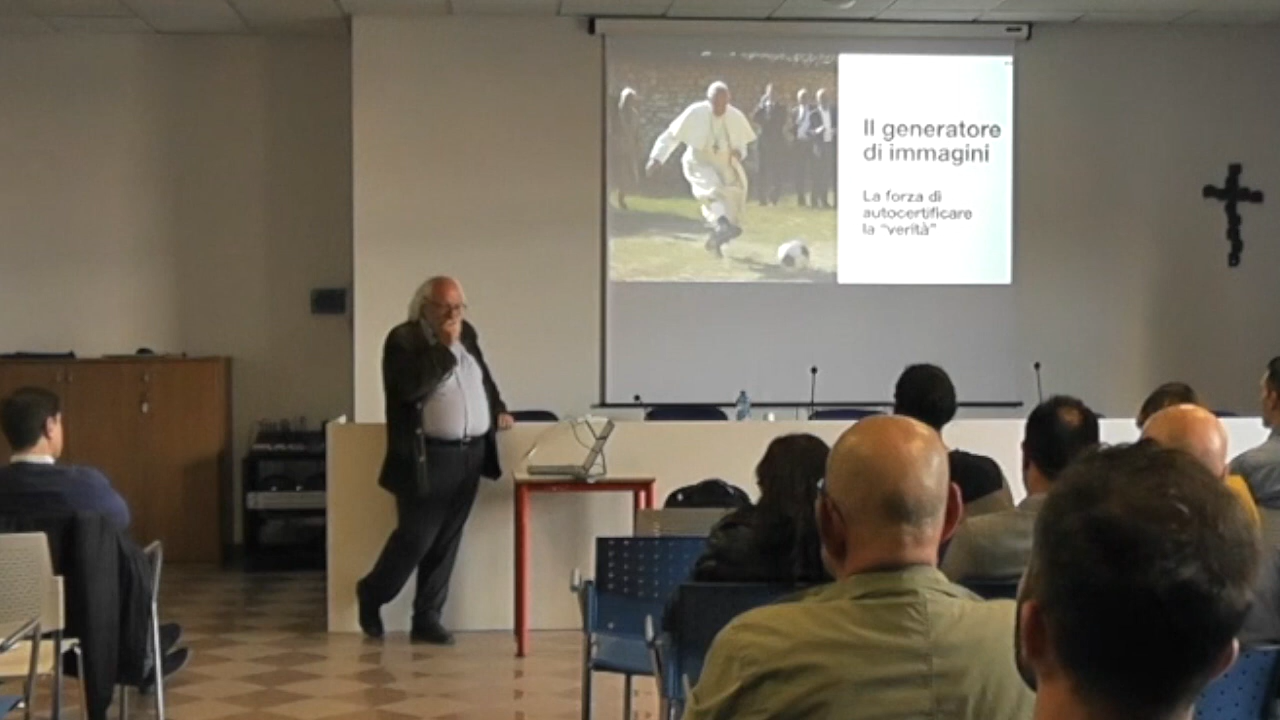 Il generatore
di immagini
La forza di
autocertificare
la "verità"